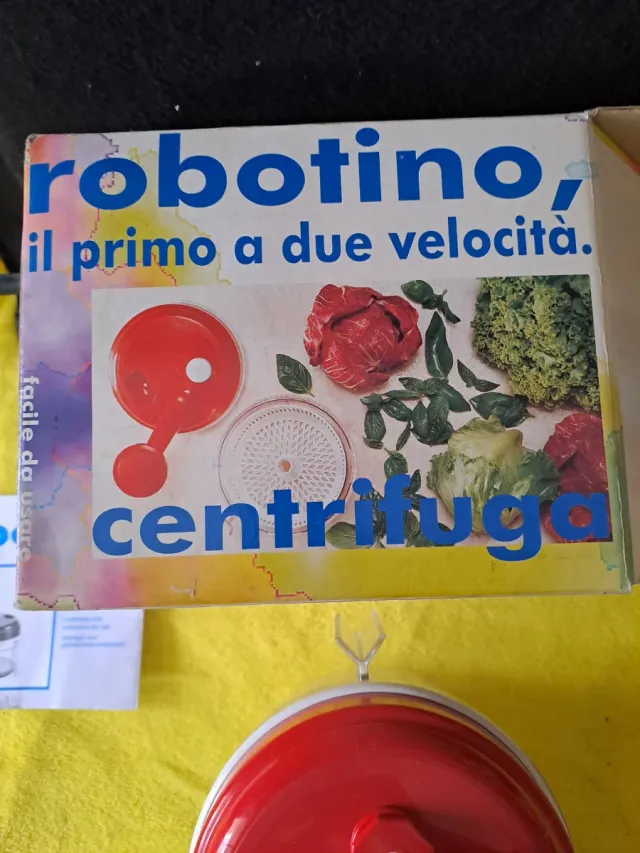 robotino,
il primo a due velocità.
facile da usare
centrifuga